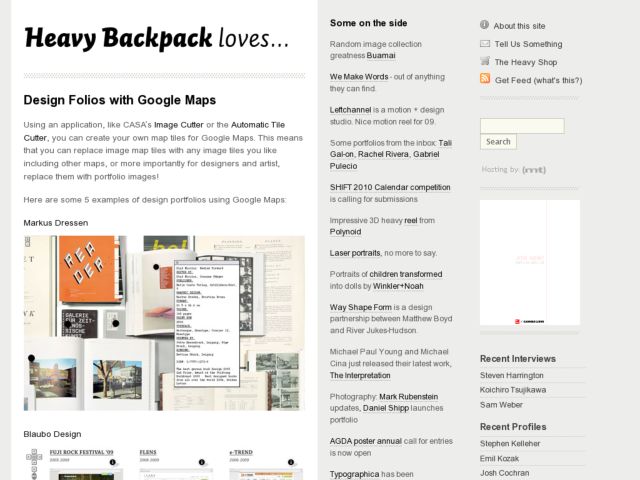 Heavy Backpack loves...
Design Folios with Google Maps
Using an application, like CASA's Image Cutter or the Automatic Tile
Cutter, you can create your own map tiles for Google Maps. This means
that you can replace image map tiles with any image tiles you like
including other maps, or more importantly for designers and artist,
replace them with portfolio images!
Here are some 5 examples of design portfolios using Google Maps:
Markus Dressen
READER
GALERIE
FÜR ZEIT-
Blaubo Design
FUJI ROCK FESTIVAL '09
2008-2009
FLENS
2008-2009
e-TREND
2008-2009
Some on the side
Random image collection
greatness Buamai
We Make Words - out of anything
they can find.
Leftchannel is a motion + design
studio. Nice motion reel for 09.
Some portfolios from the inbox: Tali
Gal-on, Rachel Rivera, Gabriel
Pulecio
SHIFT 2010 Calendar competition
is calling for submissions
Impressive 3D heavy reel from
Polynoid
Laser portraits, no more to say.
Portraits of children transformed
into dolls by Winkler+Noah
Way Shape Form is a design
partnership between Matthew Boyd
and River Jukes-Hudson.
Michael Paul Young and Michael
Cina just released their latest work,
The Interpretation
Photography: Mark Rubenstein
updates, Daniel Shipp launches
portfolio
AGDA poster annual call for entries
is now open
Typographica has been
About this site
Tell Us Something
The Heavy Shop
Get Feed (what's this?)
Search
Hosting by (mt)
Recent Interviews
Steven Harrington
Koichiro Tsujikawa
Sam Weber
Recent Profiles
Stephen Kelleher
Emil Kozak
Josh Cochran